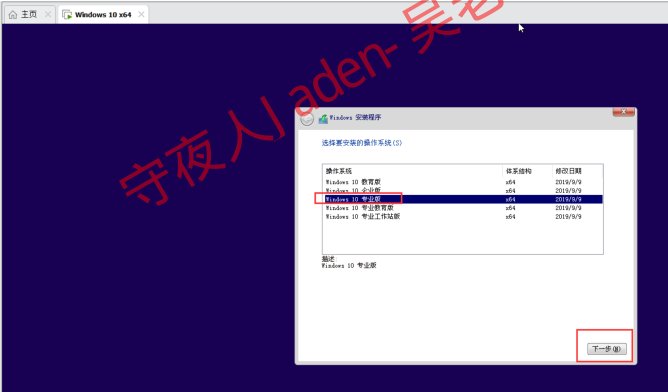 主页
Windows 10 x64
守夜人Jaden-吴老
Windows 安装程序
选择要安装的操作系统(S)
操作系统 体系结构 修改日期
Windows 10 教育版 x64 2019/9/9
Windows 10 企业版 x64 2019/9/9
Windows 10 专业版 x64 2019/9/9
Windows 10 专业教育版 x64 2019/9/9
Windows 10 专业工作站版 x64 2019/9/9
描述:
Windows 10 专业版
下一步(N)